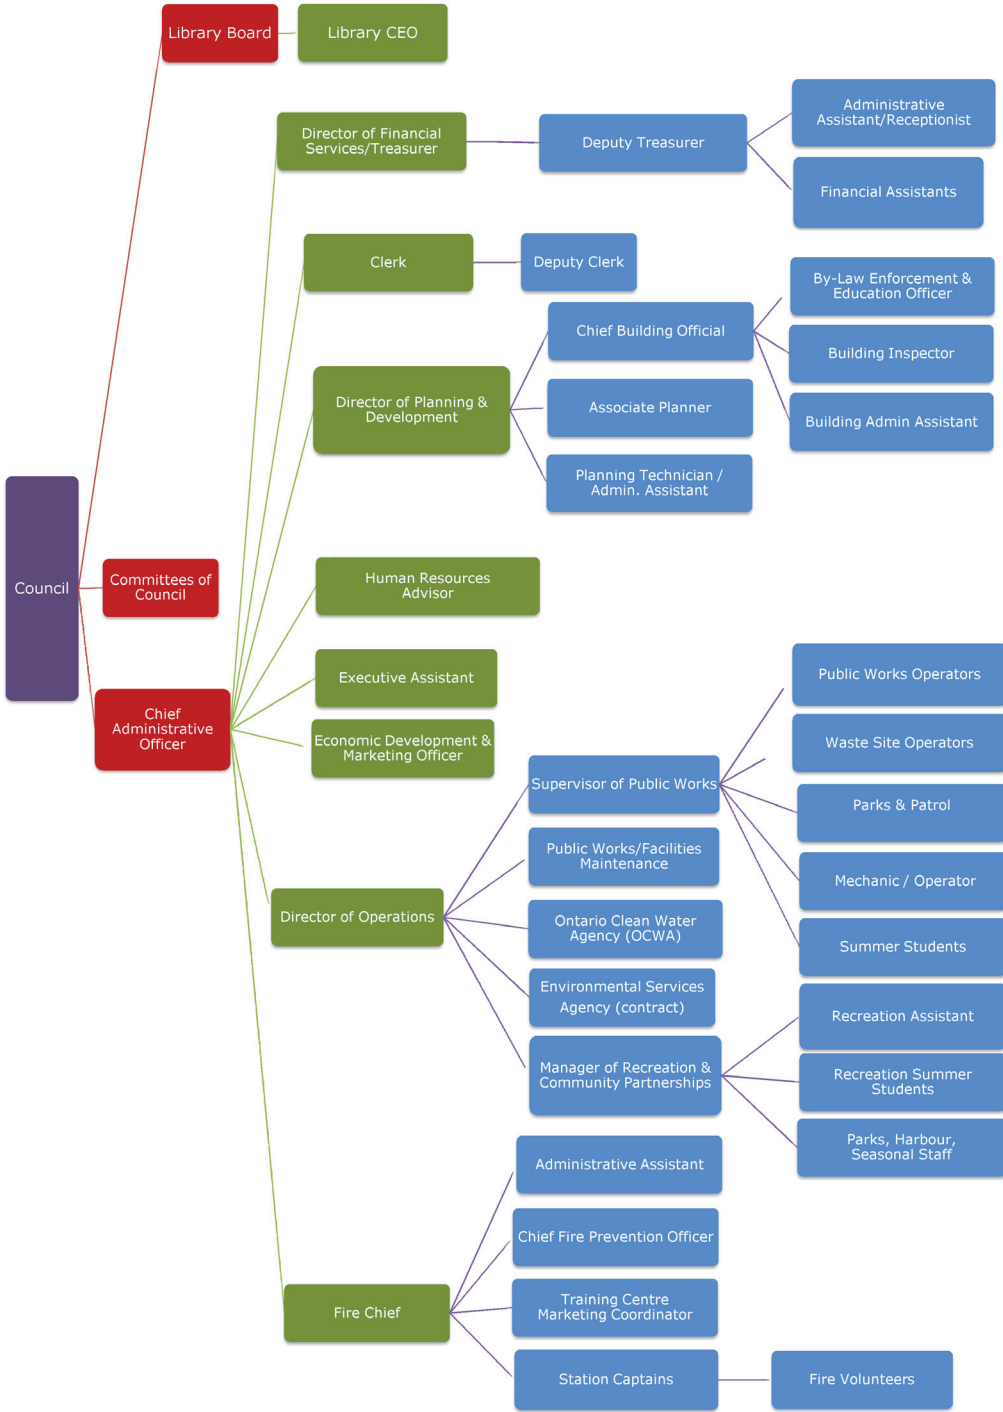 Library Board
Library CEO
Director of Financial
Services/Treasurer
Deputy Treasurer
Administrative
Assistant/Receptionist
Financial Assistants
Clerk
Deputy Clerk
Director of Planning &
Development
Chief Building Official
By-Law Enforcement &
Education Officer
Building Inspector
Building Admin Assistant
Associate Planner
Planning Technician /
Admin. Assistant
Council
Committees of
Council
Chief
Administrative
Officer
Human Resources
Advisor
Executive Assistant
Economic Development &
Marketing Officer
Director of Operations
Supervisor of Public Works
Public Works Operators
Waste Site Operators
Parks & Patrol
Mechanic / Operator
Summer Students
Public Works/Facilities
Maintenance
Ontario Clean Water
Agency (OCWA)
Environmental Services
Agency (contract)
Manager of Recreation &
Community Partnerships
Recreation Assistant
Recreation Summer
Students
Parks, Harbour,
Seasonal Staff
Fire Chief
Administrative Assistant
Chief Fire Prevention Officer
Training Centre
Marketing Coordinator
Station Captains
Fire Volunteers